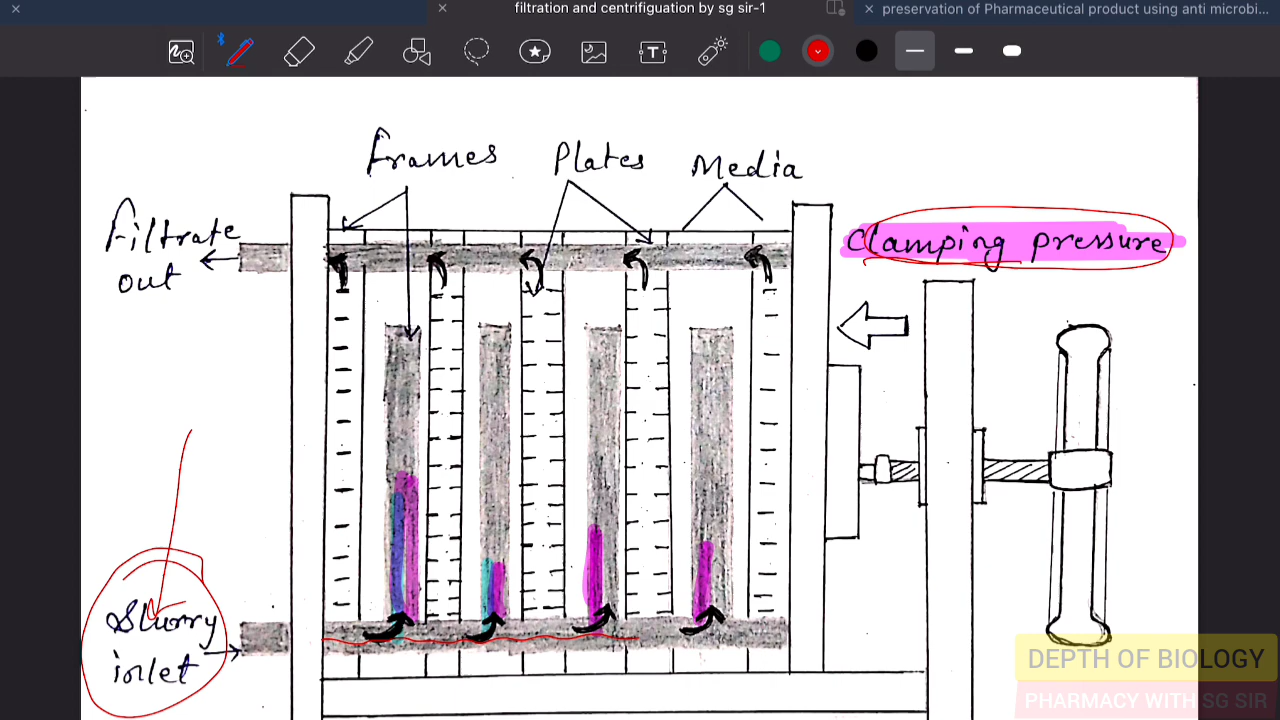 filtration and centrifiguation by sg sir-1
preservation of Pharmaceutical product using anti microbi...
Frames
Plates
Media
Filtrate
out
Clamping pressure
Slurry
inlet
DEPTH OF BIOLOGY
PHARMACY WITH SG SIR